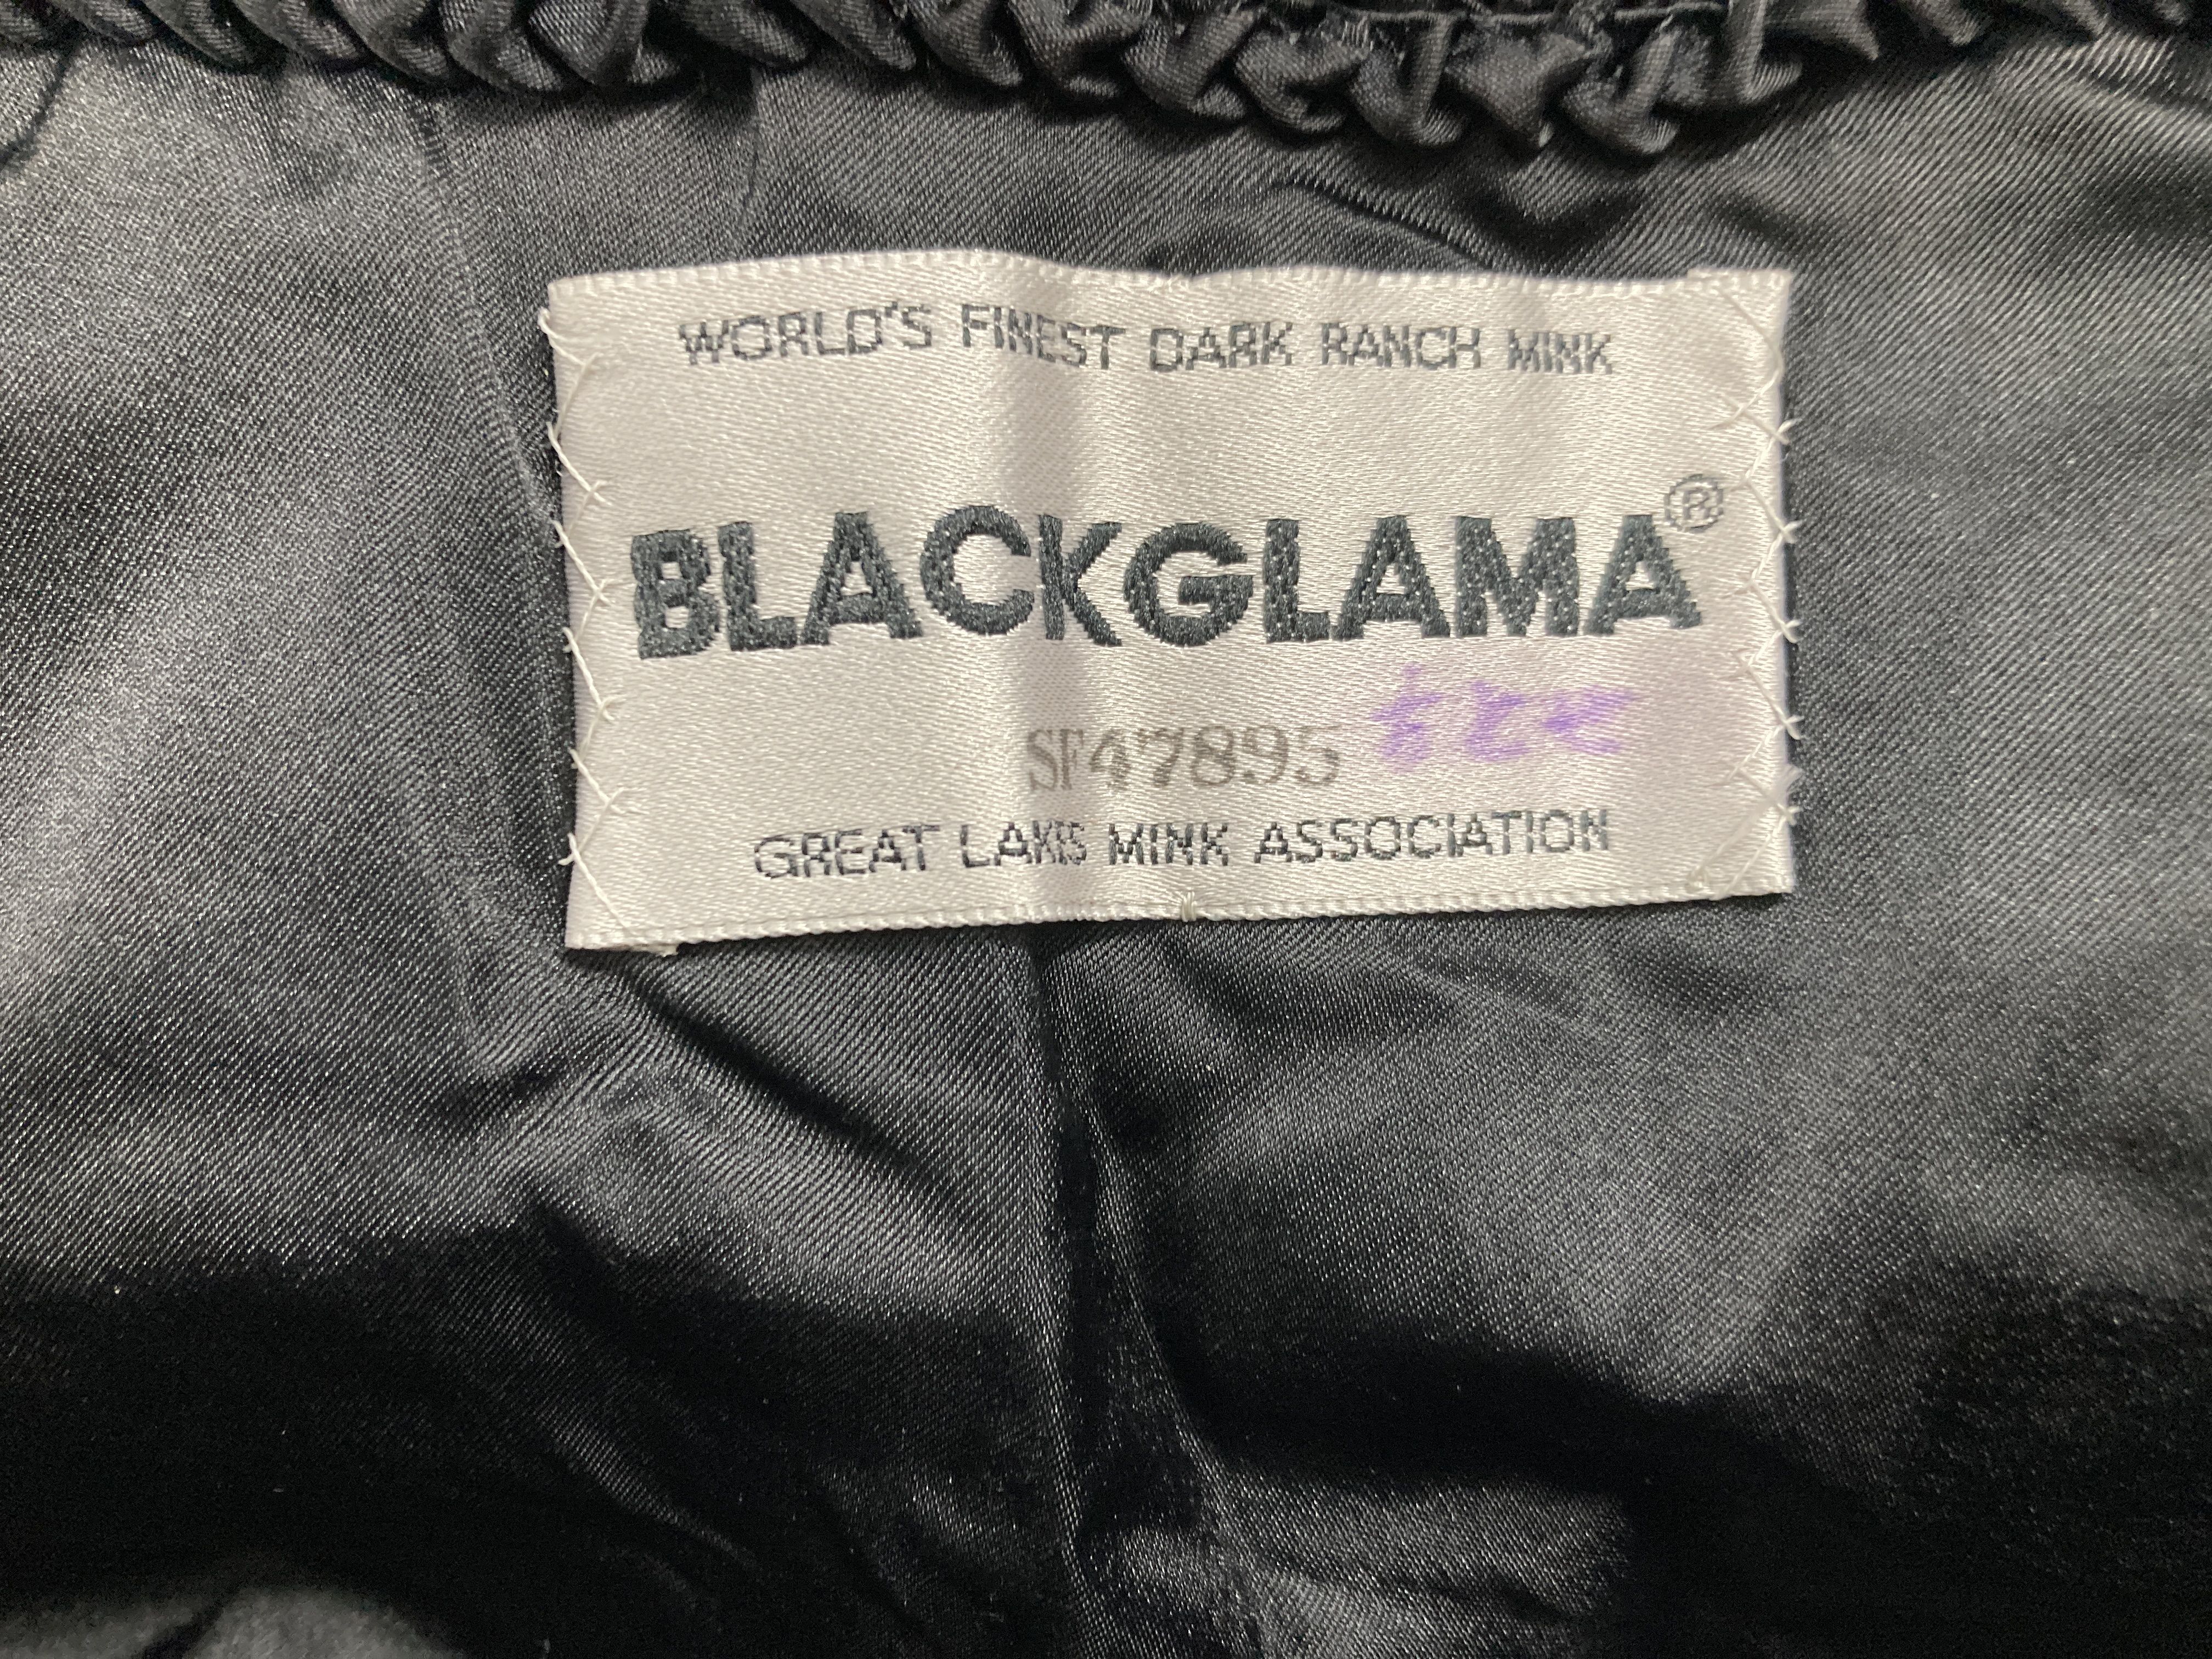 WORLD'S FINEST DARK RANCH MINK
BLACKGLAMA®
SF47895
GREAT LAKES MINK ASSOCIATION